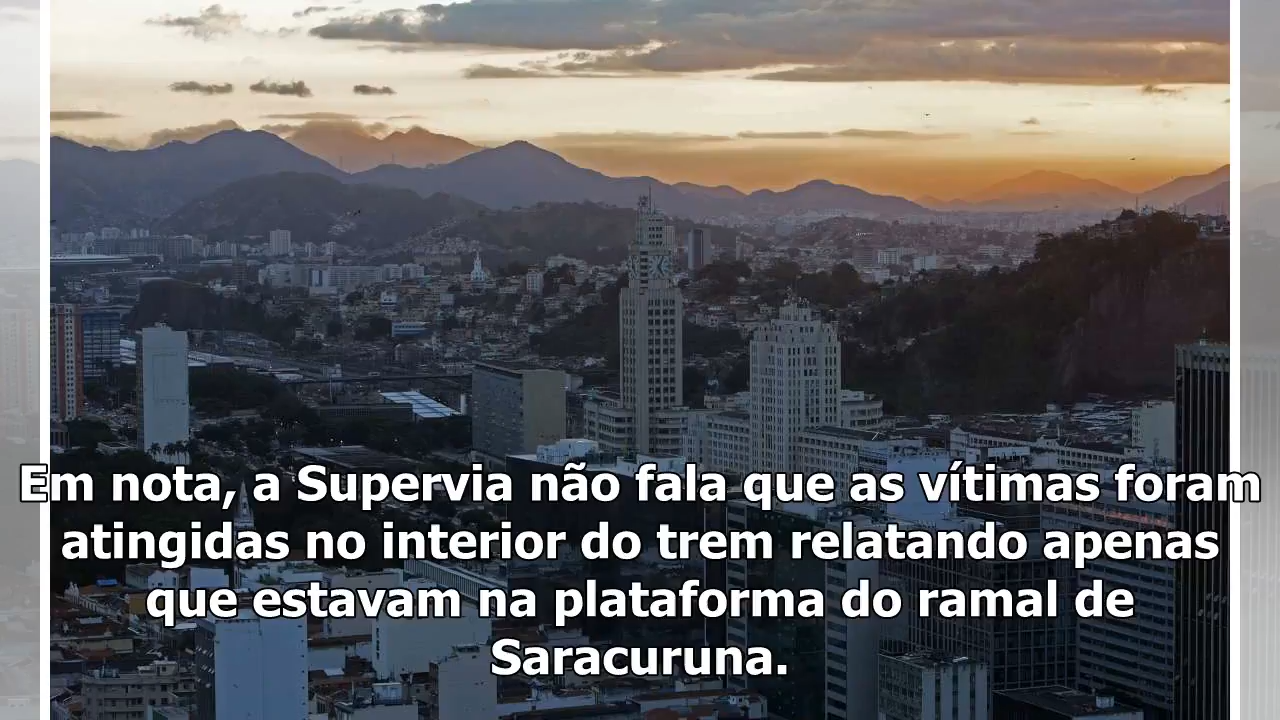 Em nota, a Supervia não fala que as vítimas foram
atingidas no interior do trem relatando apenas
que estavam na plataforma do ramal de
Saracuruna.